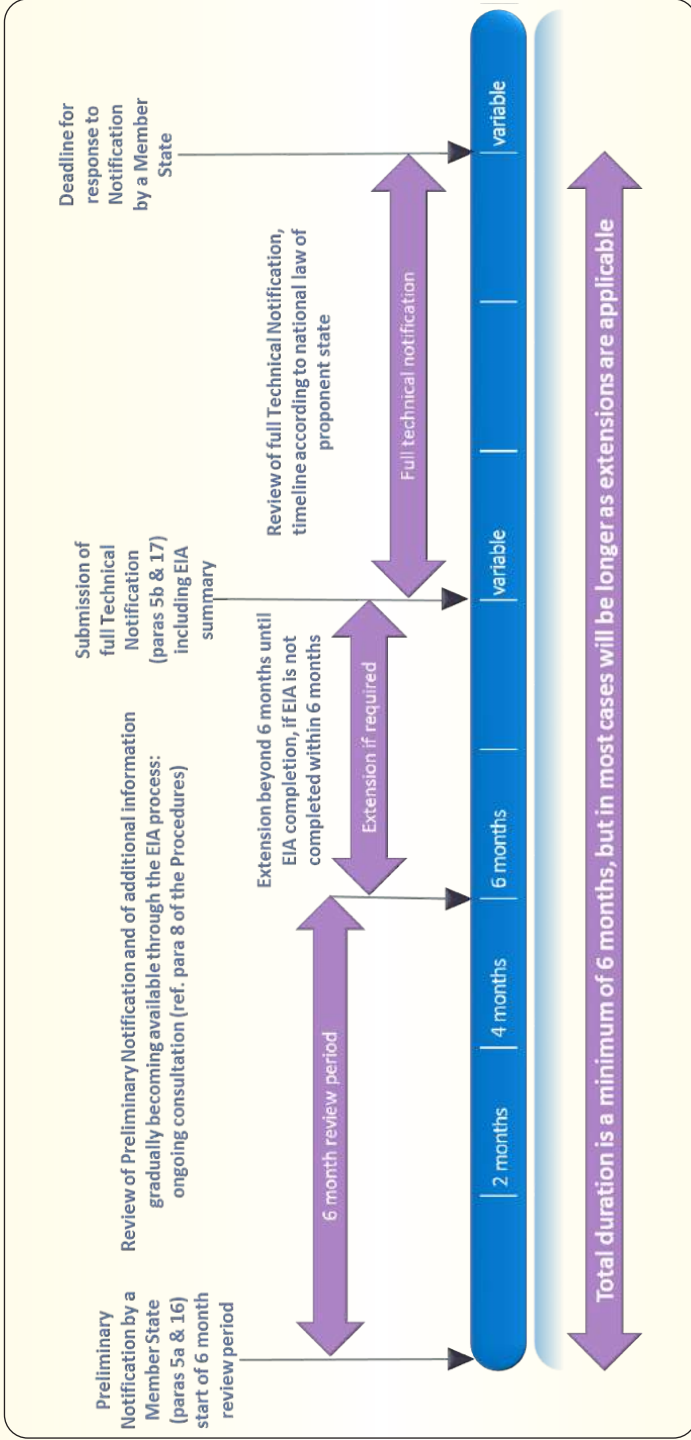 Preliminary
Notification by a
Member State
(paras 5a & 16)
start of 6 month
review period
Review of Preliminary Notification and of additional information
gradually becoming available through the EIA process:
ongoing consultation (ref. para 8 of the Procedures)
Submission of
full Technical
Notification
(paras 5b & 17)
including EIA
summary
Deadline for
response to
Notification
by a Member
State
6 month review period
Extension beyond 6 months until
EIA completion, if EIA is not
completed within 6 months
Extension if required
Review of full Technical Notification,
timeline according to national law of
proponent state
Full technical notification
2 months
4 months
6 months
variable
variable
Total duration is a minimum of 6 months, but in most cases will be longer as extensions are applicable